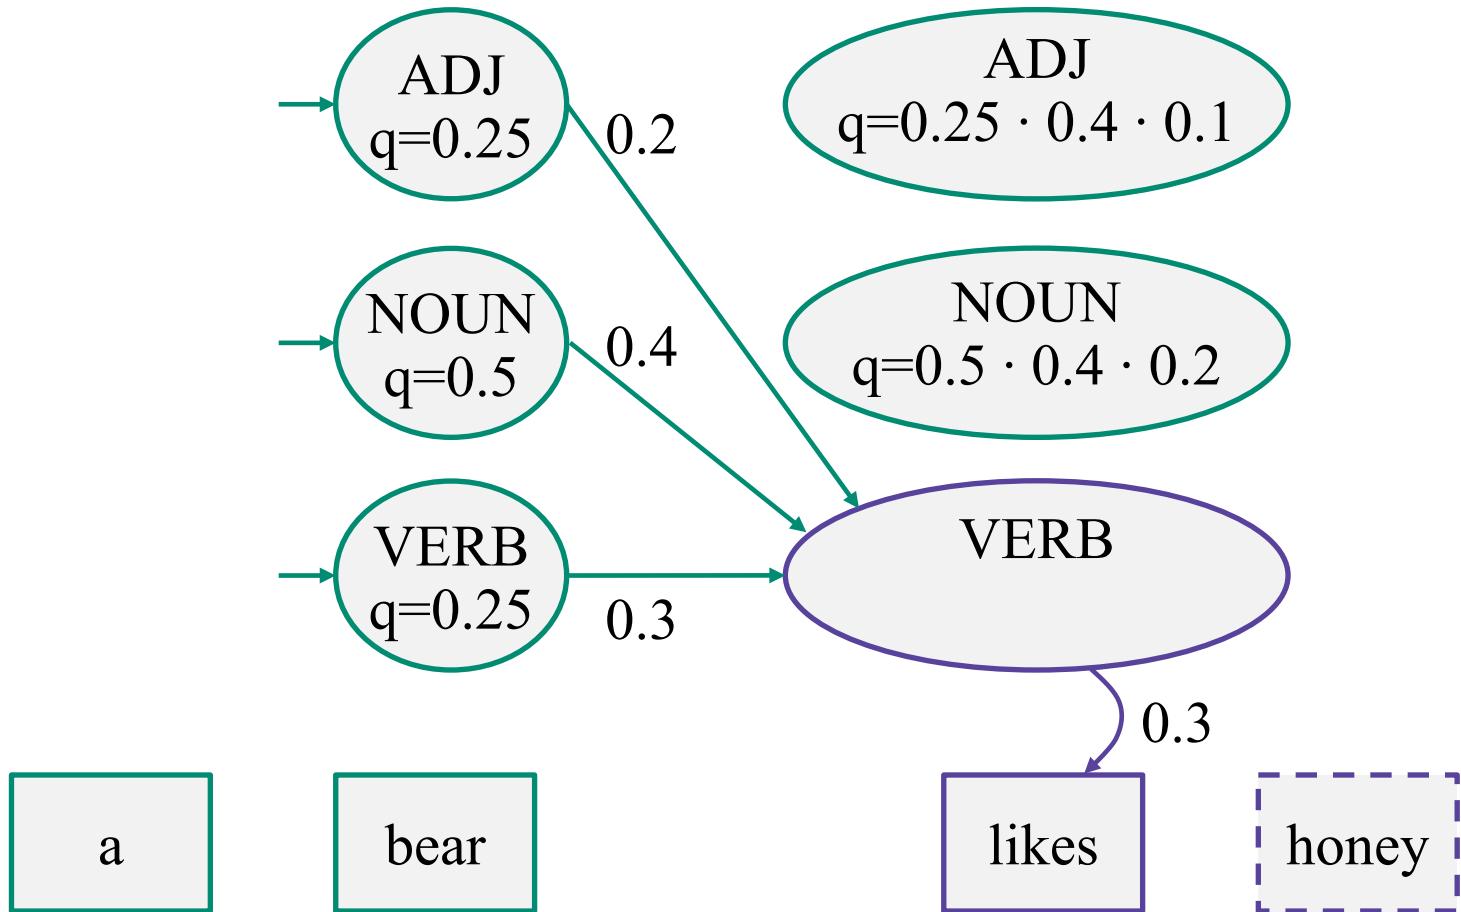 ADJ
q=0.25
0.2
ADJ
q=0.25 · 0.4 · 0.1
NOUN
q=0.5
0.4
NOUN
q=0.5 · 0.4 · 0.2
VERB
q=0.25
0.3
VERB
0.3
a
bear
likes
honey